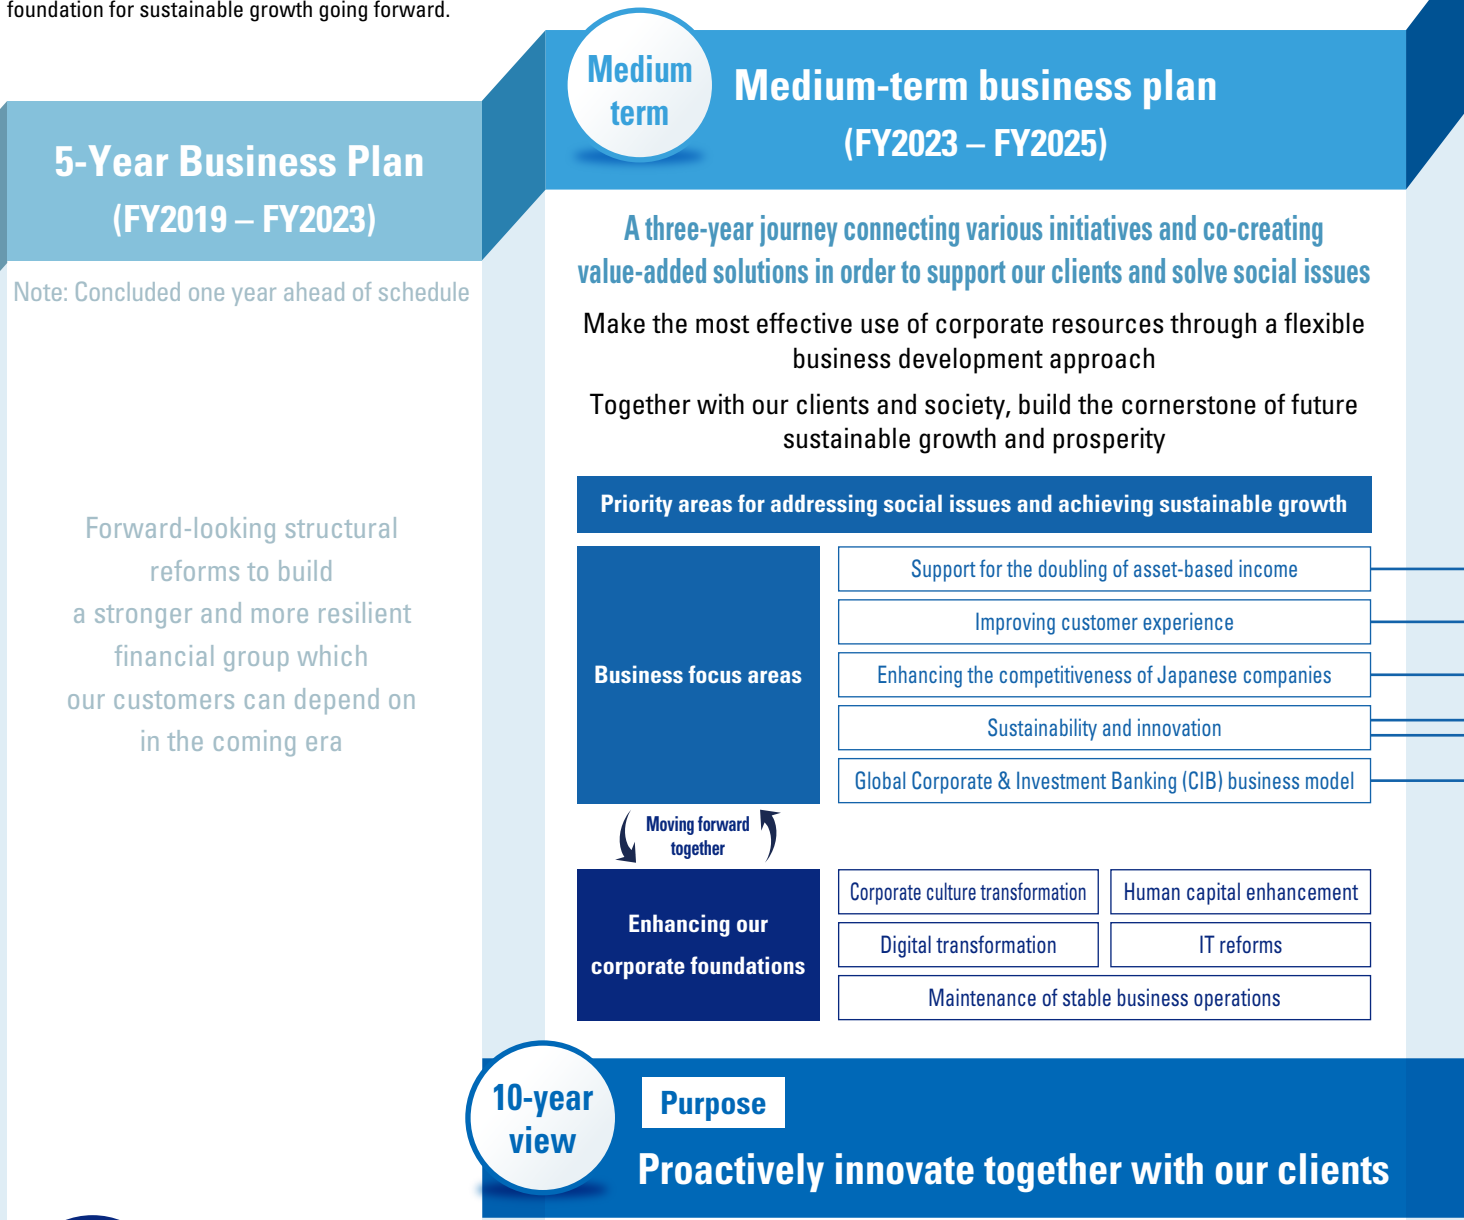 foundation for sustainable growth going forward.
5-Year Business Plan
(FY2019 – FY2023)
Note: Concluded one year ahead of schedule
Forward-looking structural
reforms to build
a stronger and more resilient
financial group which
our customers can depend on
in the coming era
Medium
term
Medium-term business plan
(FY2023 – FY2025)
A three-year journey connecting various initiatives and co-creating
value-added solutions in order to support our clients and solve social issues
Make the most effective use of corporate resources through a flexible
business development approach
Together with our clients and society, build the cornerstone of future
sustainable growth and prosperity
Priority areas for addressing social issues and achieving sustainable growth
Business focus areas
Support for the doubling of asset-based income
Improving customer experience
Enhancing the competitiveness of Japanese companies
Sustainability and innovation
Global Corporate & Investment Banking (CIB) business model
Moving forward
together
Enhancing our
corporate foundations
Corporate culture transformation
Human capital enhancement
Digital transformation
IT reforms
Maintenance of stable business operations
10-year
view
Purpose
Proactively innovate together with our clients